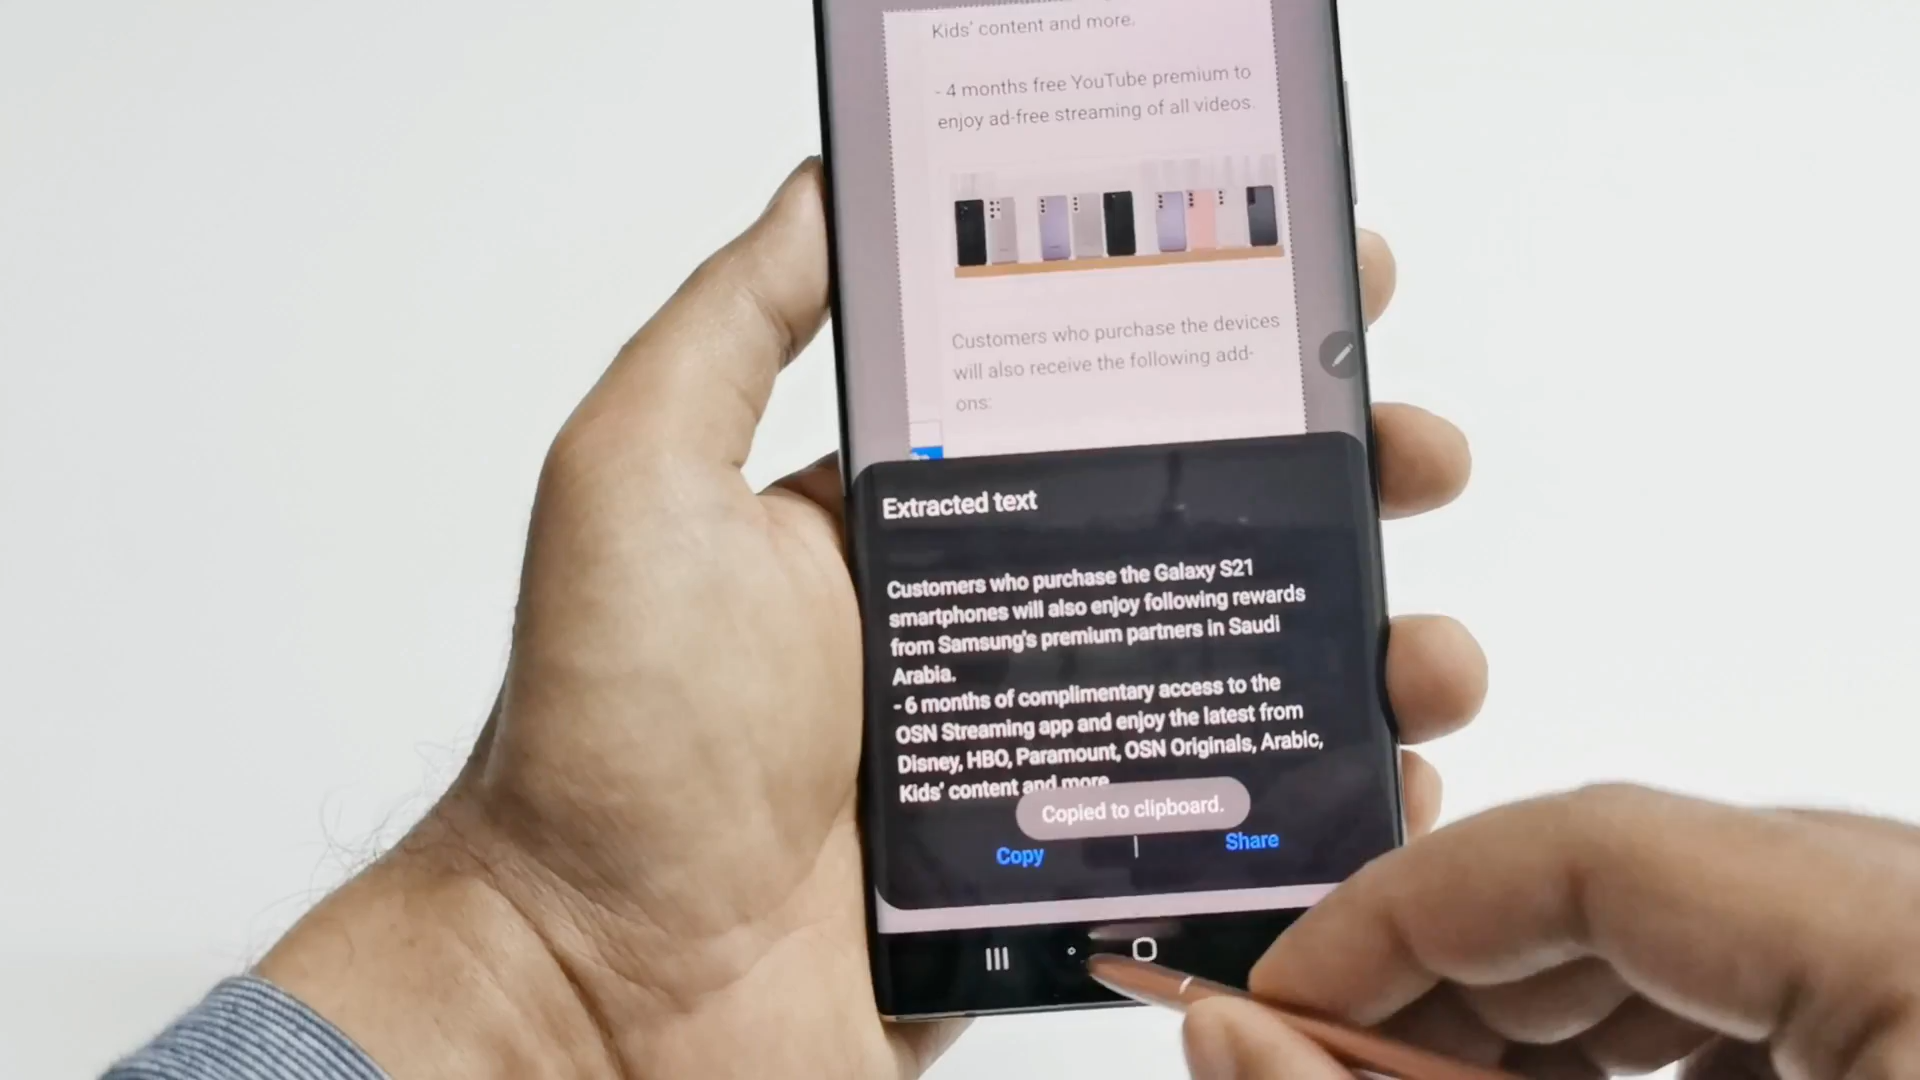 Kids' content and more.
- 4 months free YouTube premium to
enjoy ad-free streaming of all videos.
Customers who purchase the devices
will also receive the following add-
ons:
Extracted text
Customers who purchase the Galaxy S21
smartphones will also enjoy following rewards
from Samsung's premium partners in Saudi
Arabia.
- 6 months of complimentary access to the
OSN Streaming app and enjoy the latest from
Disney, HBO, Paramount, OSN Originals, Arabic,
Kids' content and more
Copied to clipboard.
Copy | Share